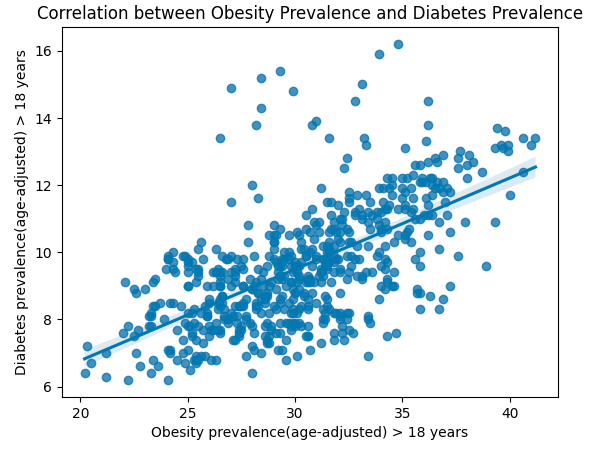 Correlation between Obesity Prevalence and Diabetes Prevalence
16
14
12
10
8
6
Diabetes prevalence(age-adjusted) > 18 years
20 25 30 35 40
Obesity prevalence(age-adjusted) > 18 years